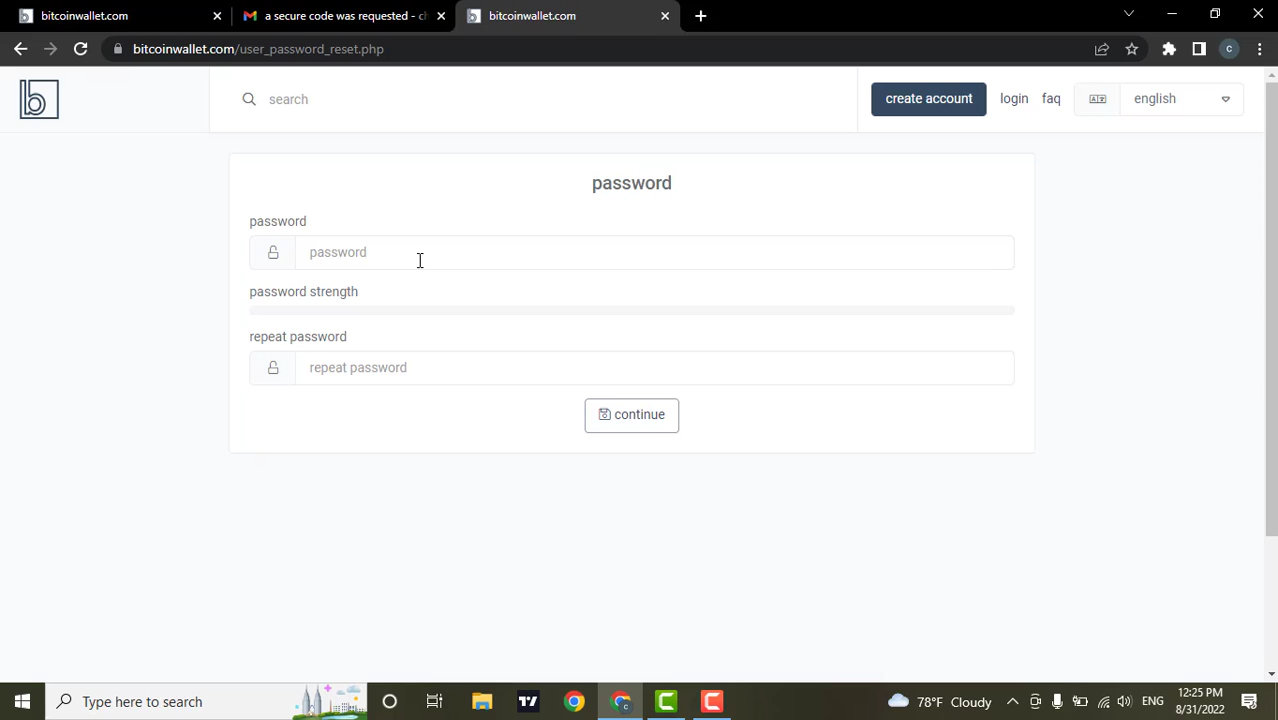 bitcoinwallet.com
a secure code was requested - ch
bitcoinwallet.com
bitcoinwallet.com/user_password_reset.php
c
b
search
create account
login
faq
english
password
password
password
password strength
repeat password
repeat password
continue
Type here to search
78°F Cloudy
ENG
12:25 PM
8/31/2022